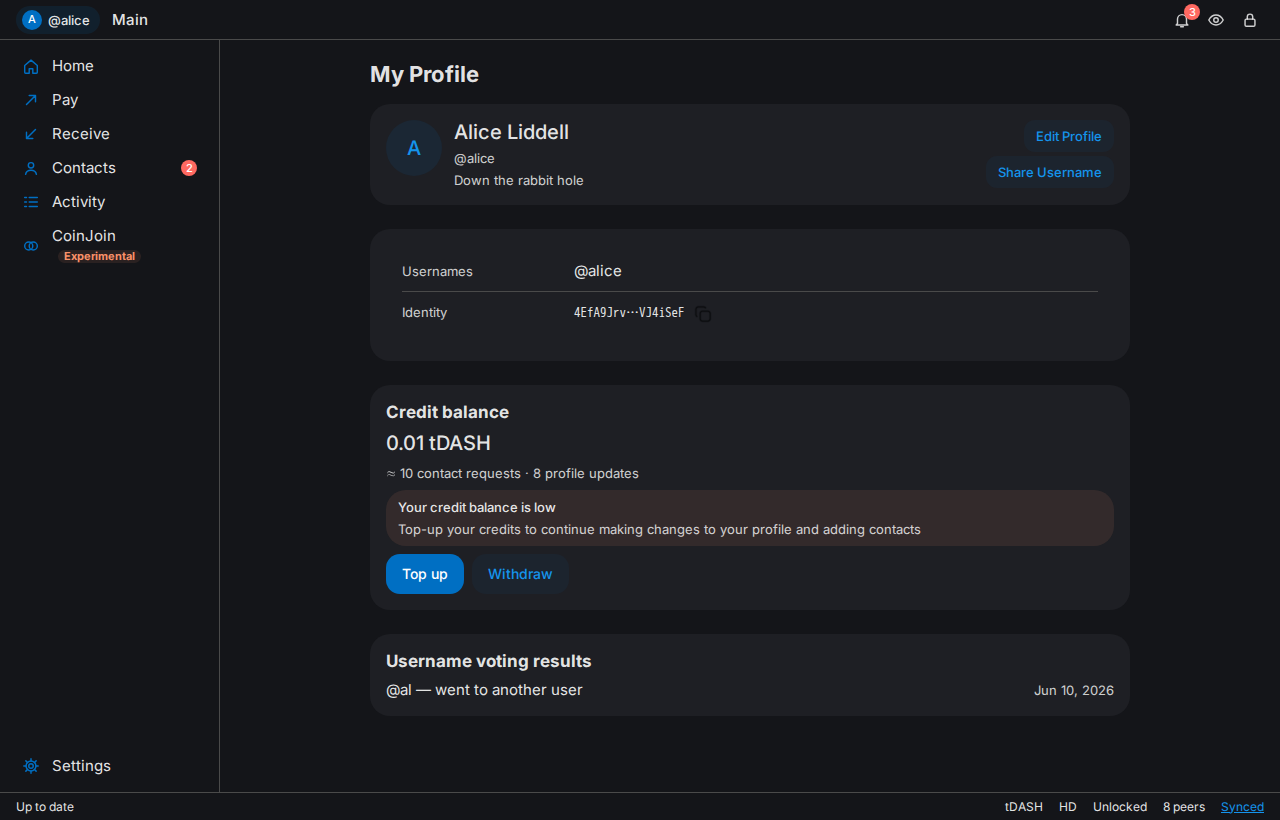 A @alice Main 3
Home
Pay
Receive
Contacts 2
Activity
CoinJoin
Experimental
Settings
My Profile
A
Alice Liddell
@alice
Down the rabbit hole
Edit Profile
Share Username
Usernames @alice
Identity 4EfA9Jrv⋯VJ4iSeF
Credit balance
0.01 tDASH
≈ 10 contact requests · 8 profile updates
Your credit balance is low
Top-up your credits to continue making changes to your profile and adding contacts
Top up Withdraw
Username voting results
@al — went to another user Jun 10, 2026
Up to date tDASH HD Unlocked 8 peers Synced